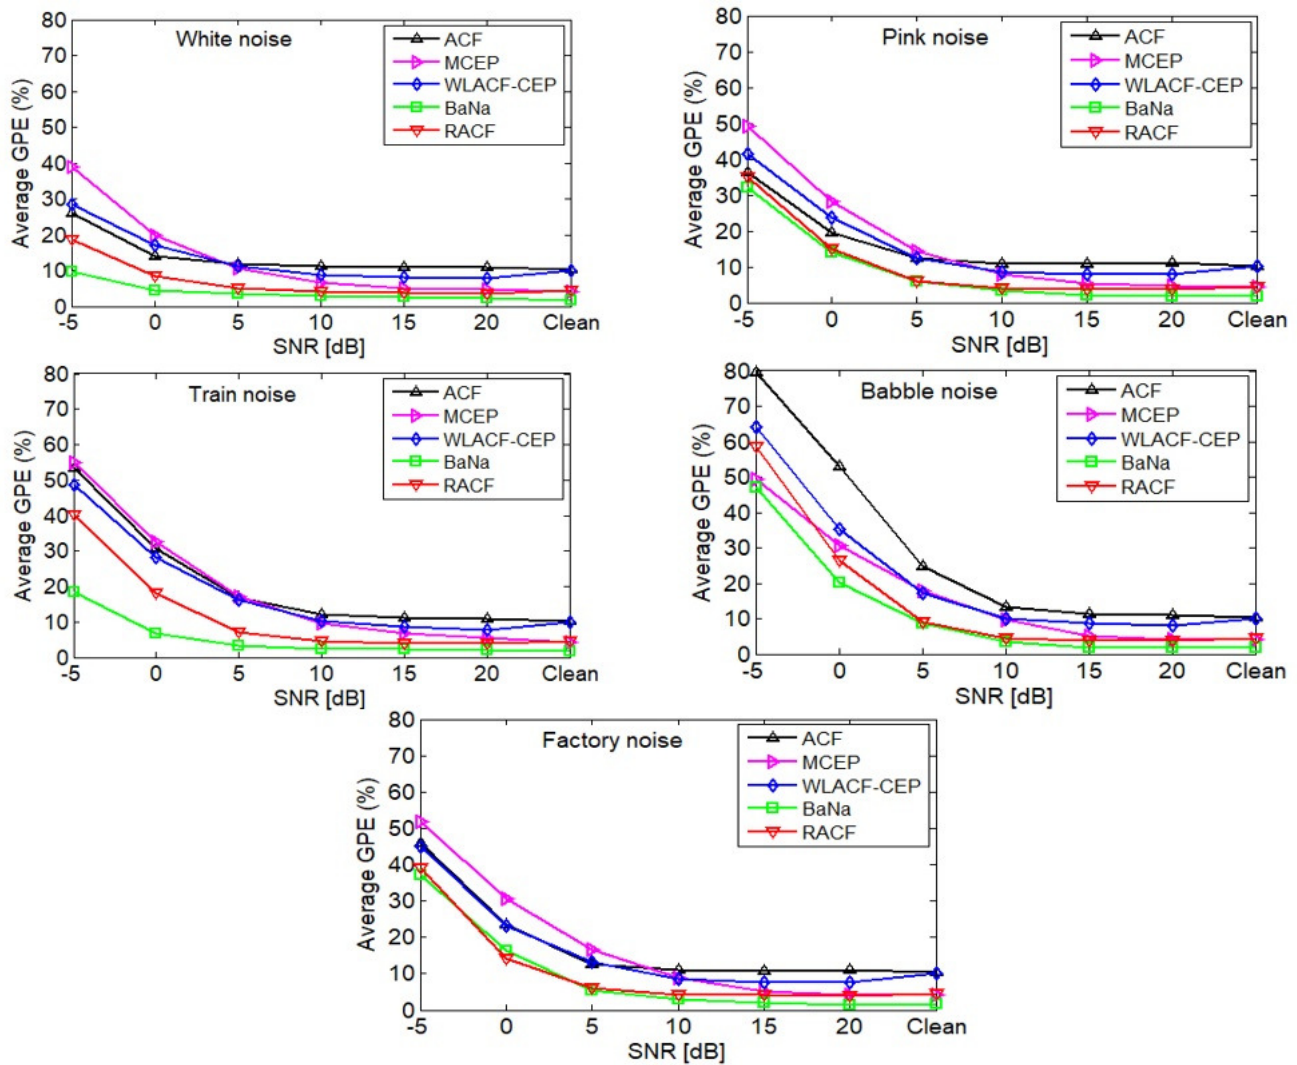 White noise
ACF
MCEP
WLACF-CEP
BaNa
RACF
Average GPE (%)
80
70
60
50
40
30
20
10
0
-5 0 5 10 15 20 Clean
SNR [dB]
Pink noise
ACF
MCEP
WLACF-CEP
BaNa
RACF
Average GPE (%)
80
70
60
50
40
30
20
10
0
-5 0 5 10 15 20 Clean
SNR [dB]
Train noise
ACF
MCEP
WLACF-CEP
BaNa
RACF
Average GPE (%)
80
70
60
50
40
30
20
10
0
-5 0 5 10 15 20 Clean
SNR [dB]
Babble noise
ACF
MCEP
WLACF-CEP
BaNa
RACF
Average GPE (%)
80
70
60
50
40
30
20
10
0
-5 0 5 10 15 20 Clean
SNR [dB]
Factory noise
ACF
MCEP
WLACF-CEP
BaNa
RACF
Average GPE (%)
80
70
60
50
40
30
20
10
0
-5 0 5 10 15 20 Clean
SNR [dB]